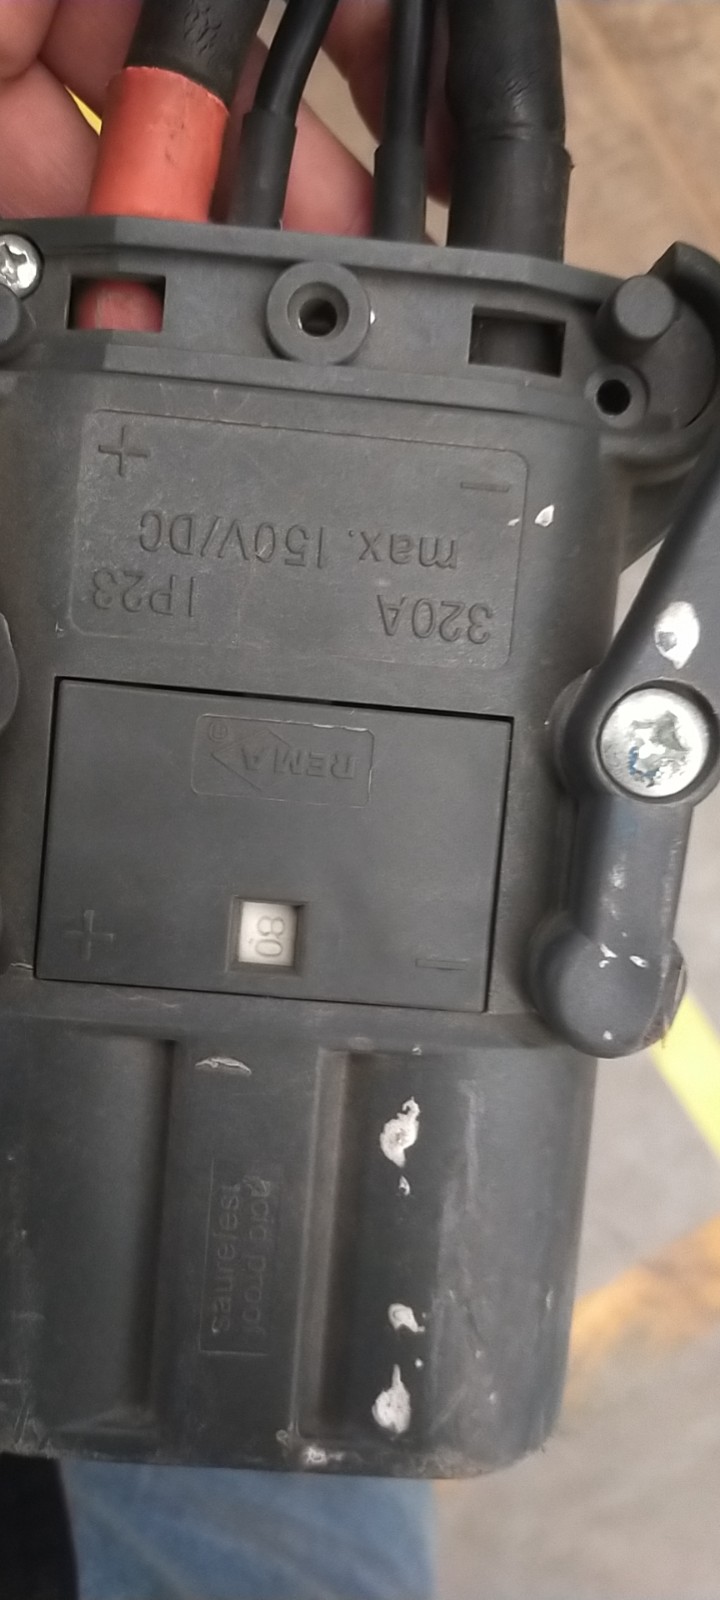 säurefest
acid proof
− 80 +
REMA®
320A IP23
max. 150V/DC
− +